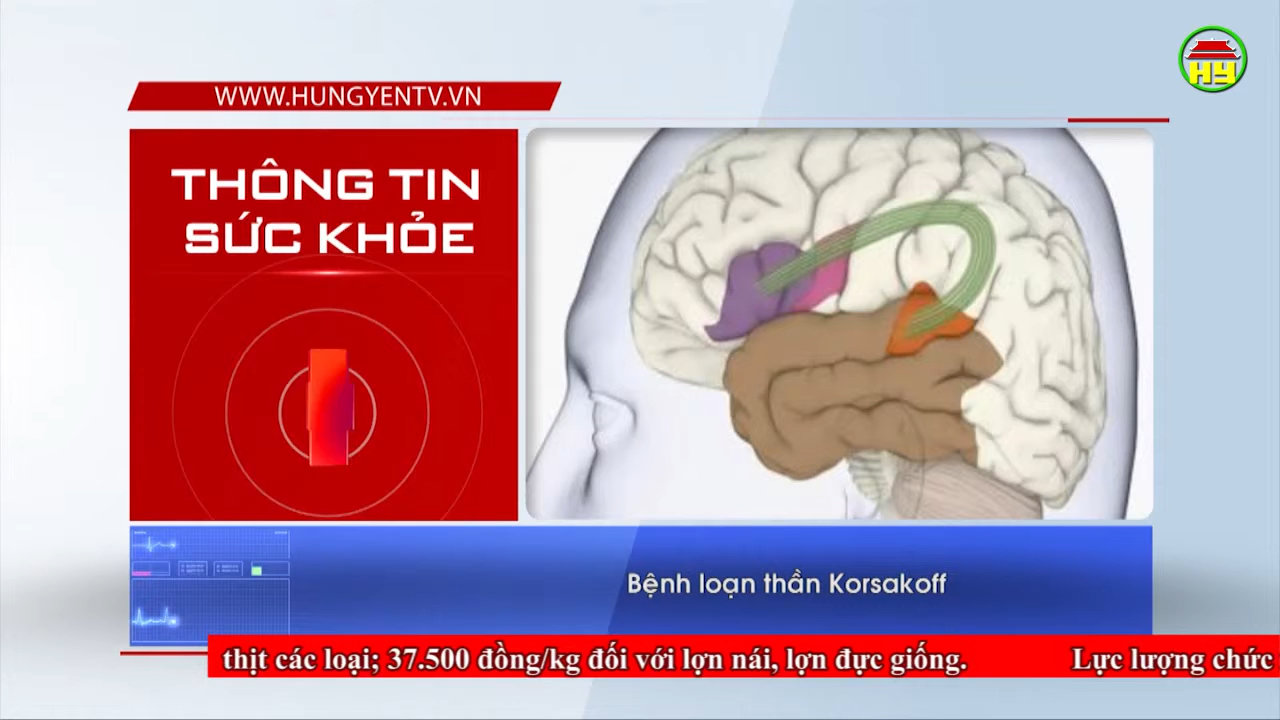 HY
WWW.HUNGYENTV.VN
THÔNG TIN
SỨC KHỎE
Bệnh loạn thần Korsakoff
thịt các loại; 37.500 đồng/kg đối với lợn nái, lợn đực giống. Lực lượng chức